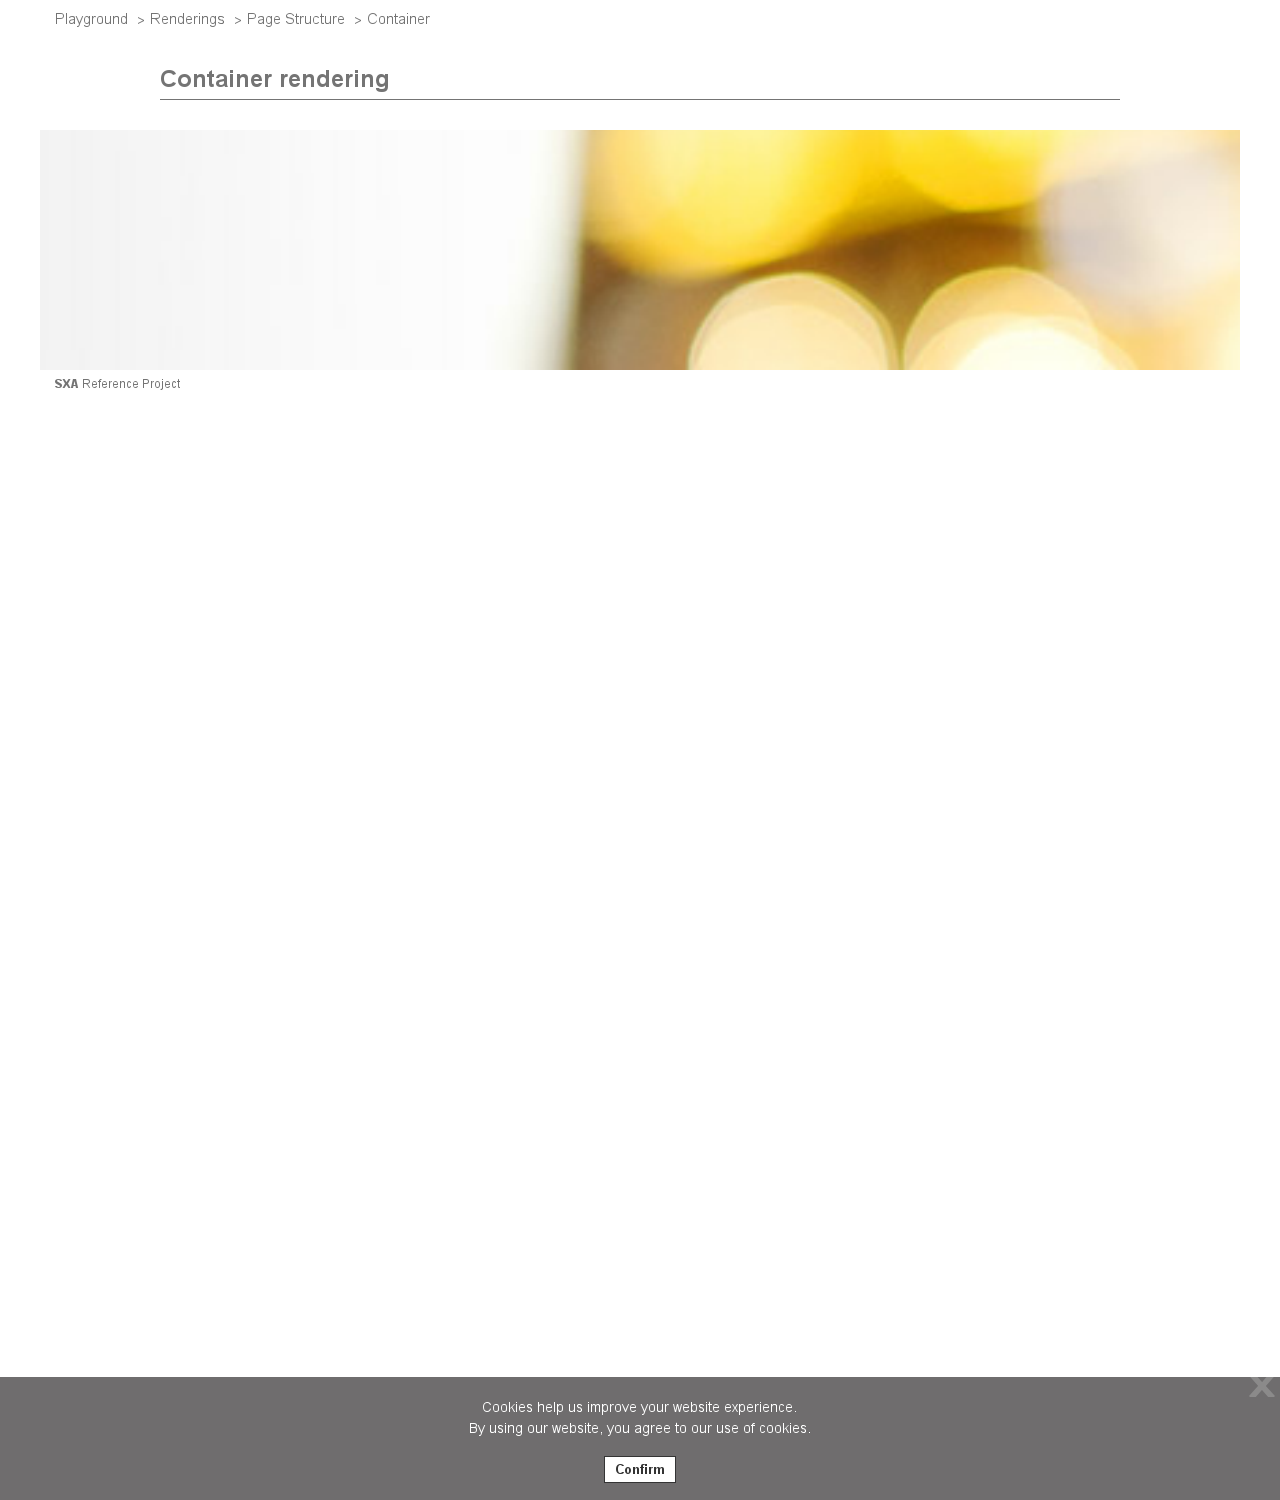 Playground > Renderings > Page Structure > Container
Container rendering
SXA Reference Project
X
Cookies help us improve your website experience.
By using our website, you agree to our use of cookies.
Confirm